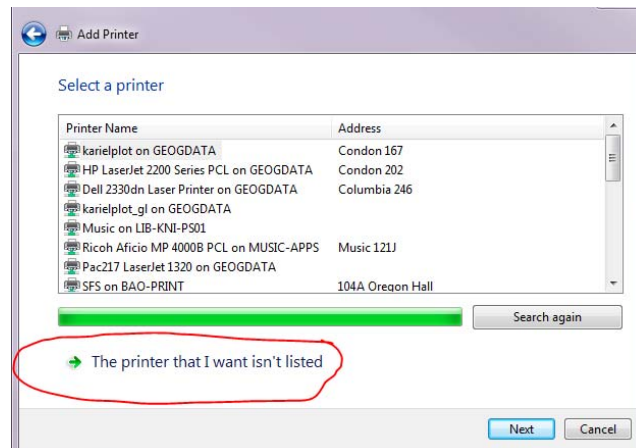 Add Printer
Select a printer
Printer Name Address
karielplot on GEOGDATA Condon 167
HP LaserJet 2200 Series PCL on GEOGDATA Condon 202
Dell 2330dn Laser Printer on GEOGDATA Columbia 246
karielplot_gl on GEOGDATA
Music on LIB-KNI-PS01
Ricoh Aficio MP 4000B PCL on MUSIC-APPS Music 121J
Pac217 LaserJet 1320 on GEOGDATA
SFS on BAO-PRINT 104A Oregon Hall
Search again
The printer that I want isn't listed
Next Cancel